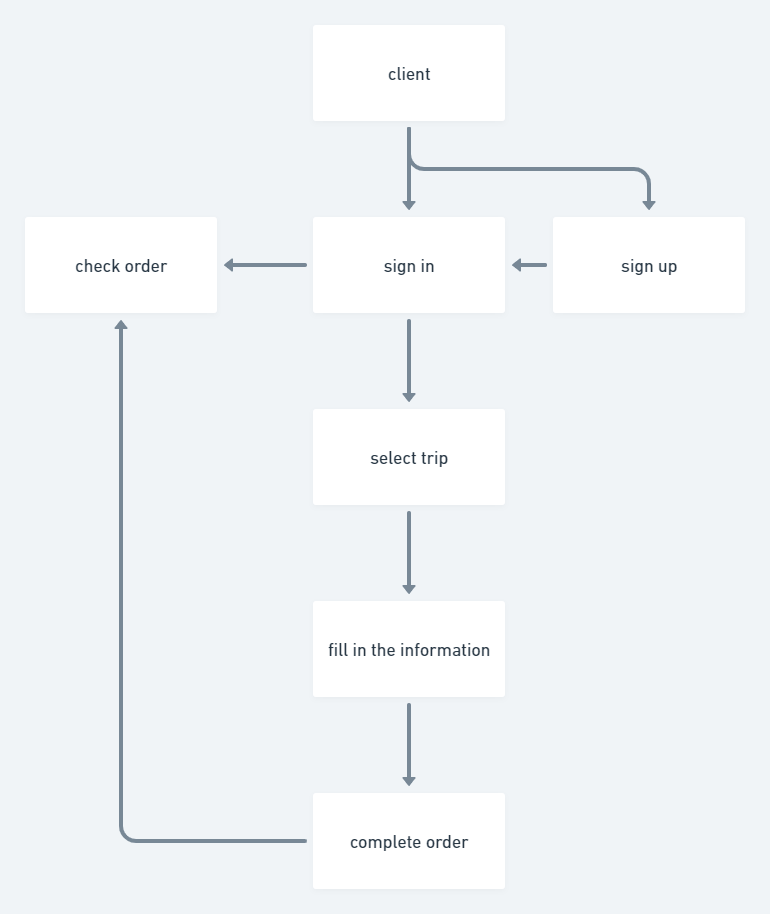 client
check order
sign in
sign up
select trip
fill in the information
complete order